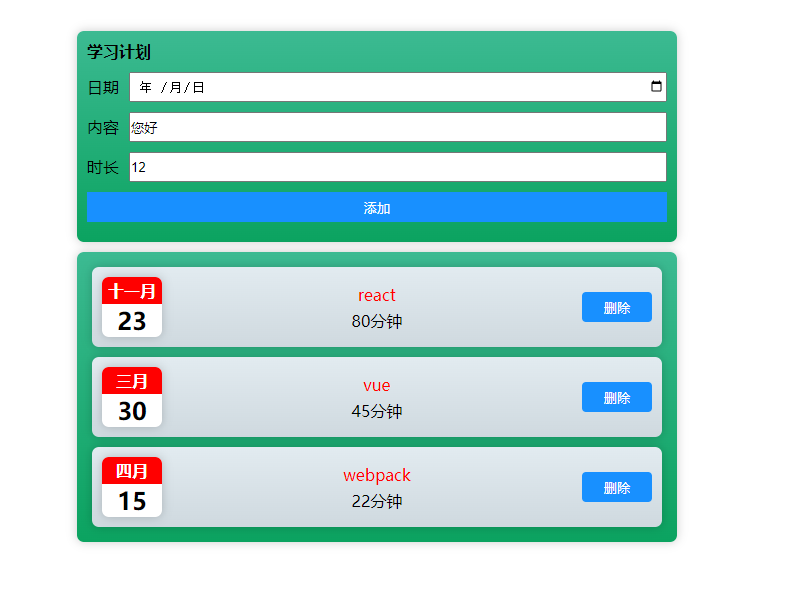 学习计划
日期 年 /月/日
内容 您好
时长 12
添加
十一月
23
react
80分钟
删除
三月
30
vue
45分钟
删除
四月
15
webpack
22分钟
删除